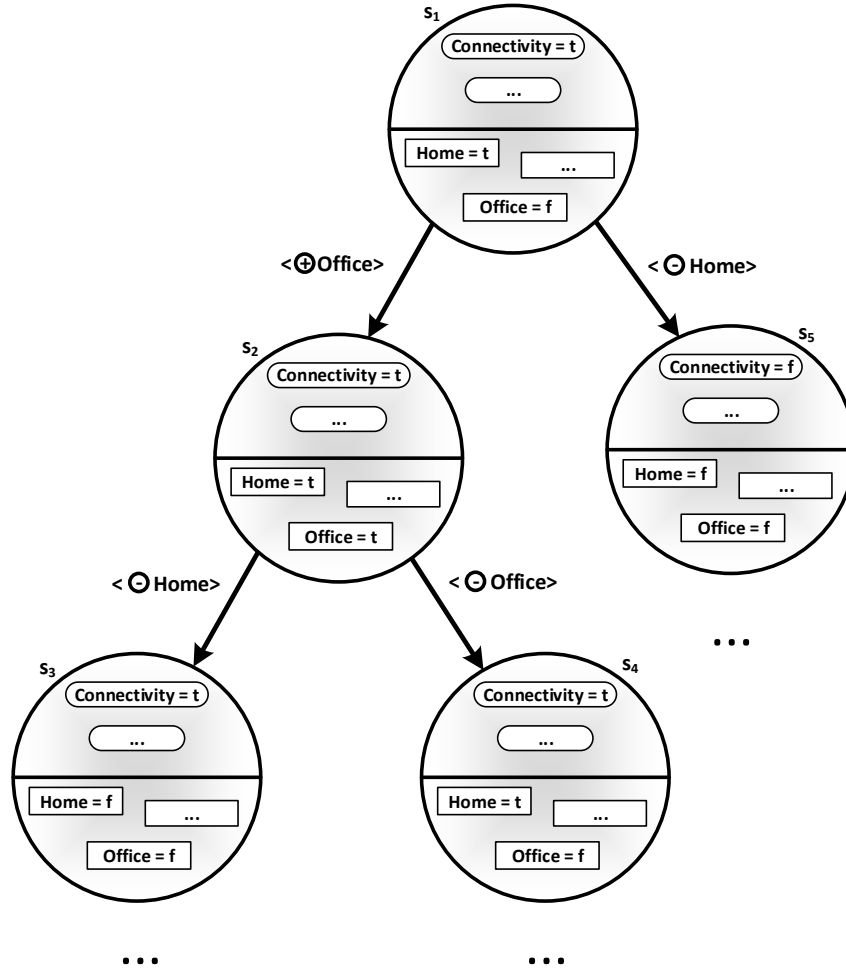 S1
Connectivity = t
...
Home = t
...
Office = f
<⊕Office>
<⊖Home>
S2
Connectivity = t
...
Home = t
...
Office = t
S5
Connectivity = f
...
Home = f
...
Office = f
<⊖Home>
<⊖Office>
...
S3
Connectivity = t
...
Home = f
...
Office = f
S4
Connectivity = t
...
Home = t
...
Office = f
...
...